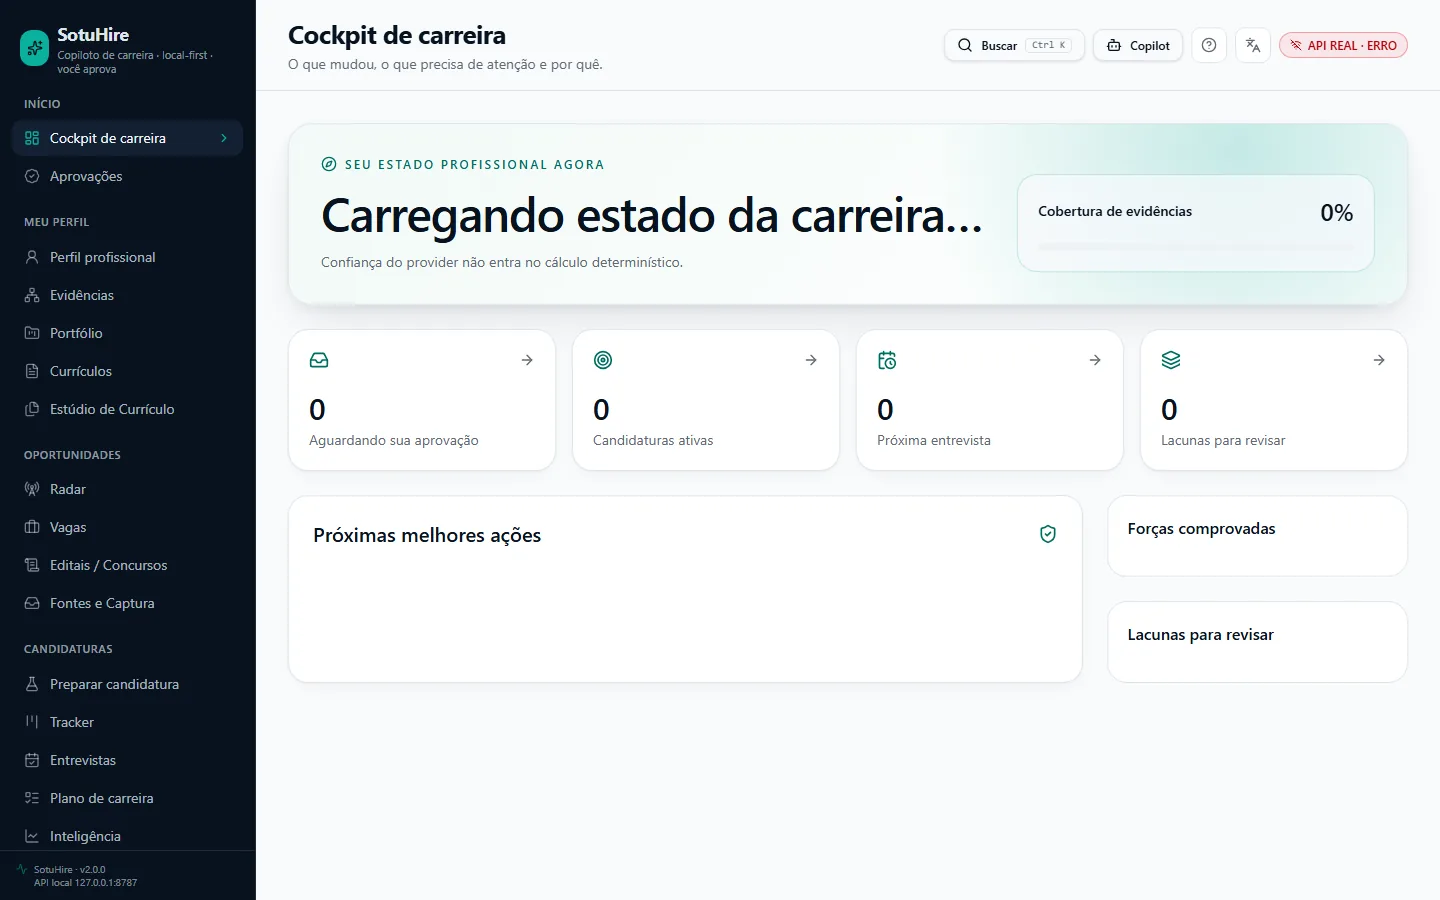 SotuHire
Copiloto de carreira · local-first ·
você aprova
INÍCIO
Cockpit de carreira
Aprovações
MEU PERFIL
Perfil profissional
Evidências
Portfólio
Currículos
Estúdio de Currículo
OPORTUNIDADES
Radar
Vagas
Editais / Concursos
Fontes e Captura
CANDIDATURAS
Preparar candidatura
Tracker
Entrevistas
Plano de carreira
Inteligência
SotuHire · v2.0.0
API local 127.0.0.1:8787
Cockpit de carreira
O que mudou, o que precisa de atenção e por quê.
Buscar Ctrl K
Copilot
API REAL · ERRO
SEU ESTADO PROFISSIONAL AGORA
Carregando estado da carreira...
Confiança do provider não entra no cálculo determinístico.
Cobertura de evidências 0%
0
Aguardando sua aprovação
0
Candidaturas ativas
0
Próxima entrevista
0
Lacunas para revisar
Próximas melhores ações
Forças comprovadas
Lacunas para revisar